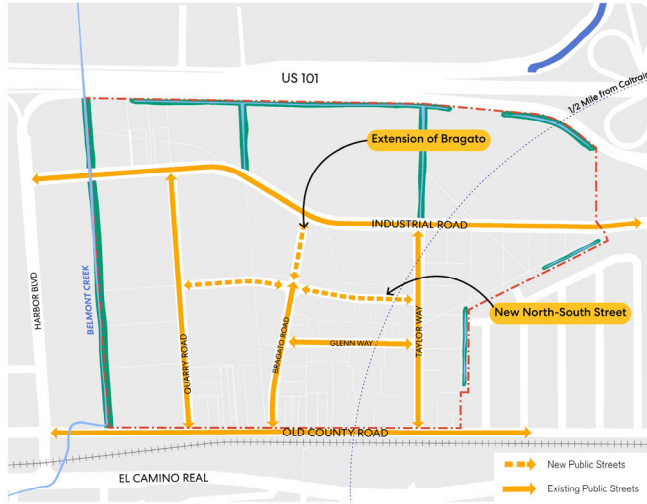 US 101
1/2 Mile from Caltrain
Extension of Bragato
INDUSTRIAL ROAD
HARBOR BLVD
BELMONT CREEK
QUARRY ROAD
BRAGATO ROAD
GLENN WAY
TAYLOR WAY
New North-South Street
OLD COUNTY ROAD
EL CAMINO REAL
New Public Streets
Existing Public Streets